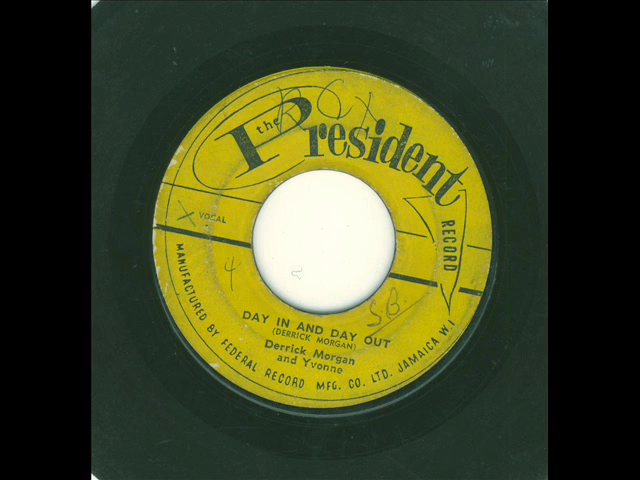 the President
RECORD
VOCAL
X
4
S.B.
DAY IN AND DAY OUT
(DERRICK MORGAN)
Derrick Morgan
and Yvonne
MANUFACTURED BY FEDERAL RECORD MFG. CO. LTD. JAMAICA W.I